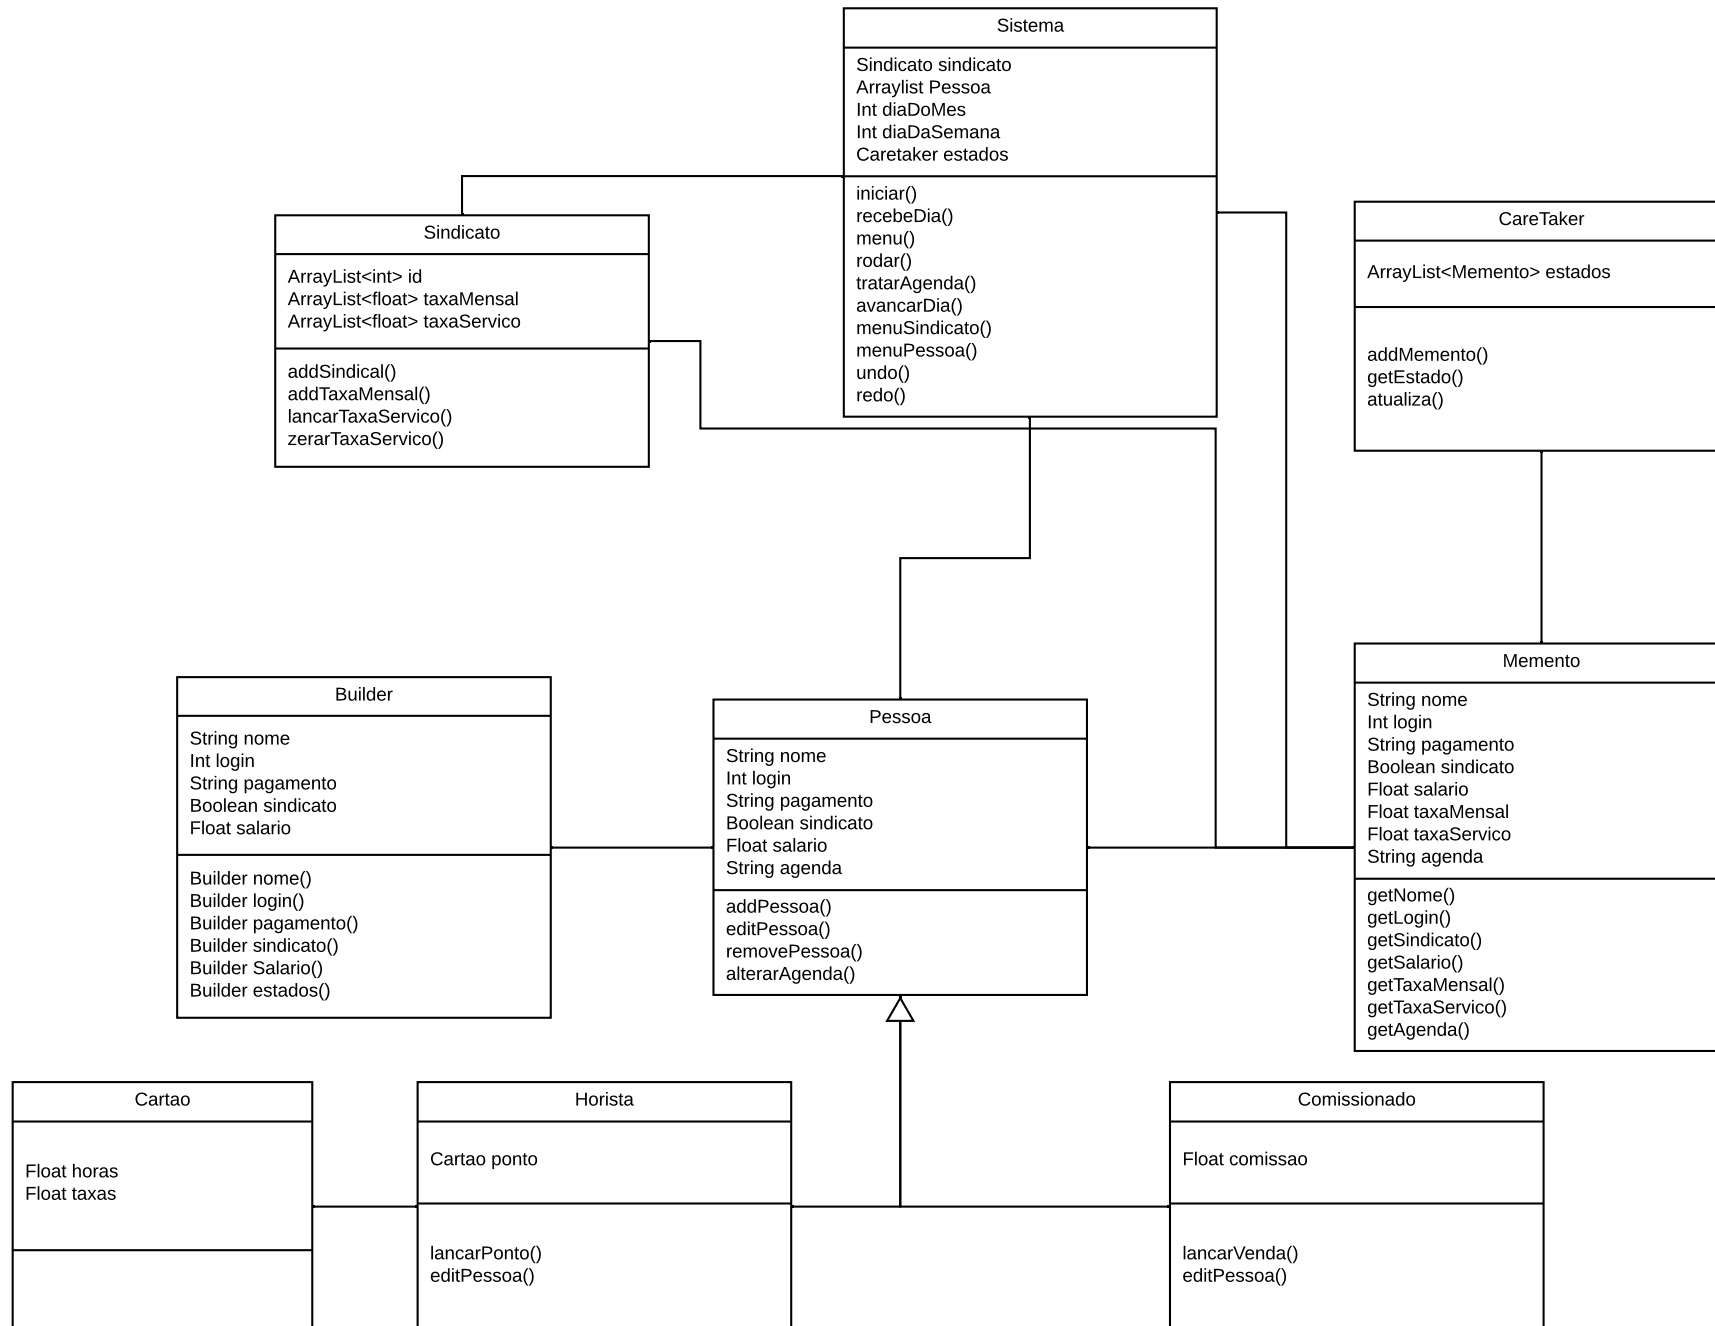 Sistema
Sindicato sindicato
Arraylist Pessoa
Int diaDoMes
Int diaDaSemana
Caretaker estados
iniciar()
recebeDia()
menu()
rodar()
tratarAgenda()
avancarDia()
menuSindicato()
menuPessoa()
undo()
redo()
Sindicato
ArrayList<int> id
ArrayList<float> taxaMensal
ArrayList<float> taxaServico
addSindical()
addTaxaMensal()
lancarTaxaServico()
zerarTaxaServico()
CareTaker
ArrayList<Memento> estados
addMemento()
getEstado()
atualiza()
Builder
String nome
Int login
String pagamento
Boolean sindicato
Float salario
Builder nome()
Builder login()
Builder pagamento()
Builder sindicato()
Builder Salario()
Builder estados()
Pessoa
String nome
Int login
String pagamento
Boolean sindicato
Float salario
String agenda
addPessoa()
editPessoa()
removePessoa()
alterarAgenda()
Memento
String nome
Int login
String pagamento
Boolean sindicato
Float salario
Float taxaMensal
Float taxaServico
String agenda
getNome()
getLogin()
getSindicato()
getSalario()
getTaxaMensal()
getTaxaServico()
getAgenda()
Cartao
Float horas
Float taxas
Horista
Cartao ponto
lancarPonto()
editPessoa()
Comissionado
Float comissao
lancarVenda()
editPessoa()